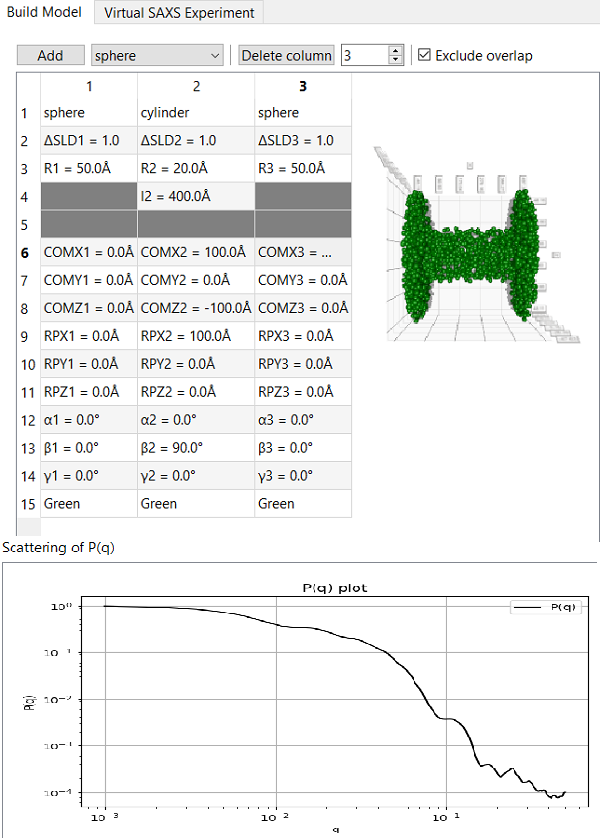 Build Model Virtual SAXS Experiment
Add sphere Delete column 3 Exclude overlap
1 2 3
1 sphere cylinder sphere
2 ΔSLD1 = 1.0 ΔSLD2 = 1.0 ΔSLD3 = 1.0
3 R1 = 50.0Å R2 = 20.0Å R3 = 50.0Å
4 l2 = 400.0Å
5
6 COMX1 = 0.0Å COMX2 = 100.0Å COMX3 = ...
7 COMY1 = 0.0Å COMY2 = 0.0Å COMY3 = 0.0Å
8 COMZ1 = 0.0Å COMZ2 = -100.0Å COMZ3 = 0.0Å
9 RPX1 = 0.0Å RPX2 = 100.0Å RPX3 = 0.0Å
10 RPY1 = 0.0Å RPY2 = 0.0Å RPY3 = 0.0Å
11 RPZ1 = 0.0Å RPZ2 = 0.0Å RPZ3 = 0.0Å
12 α1 = 0.0° α2 = 0.0° α3 = 0.0°
13 β1 = 0.0° β2 = 90.0° β3 = 0.0°
14 γ1 = 0.0° γ2 = 0.0° γ3 = 0.0°
15 Green Green Green
Scattering of P(q)
P(q) plot
P(q)
10⁰
10⁻¹
10⁻²
10⁻³
10⁻⁴
P(q)
10⁻³ 10⁻² 10⁻¹
q